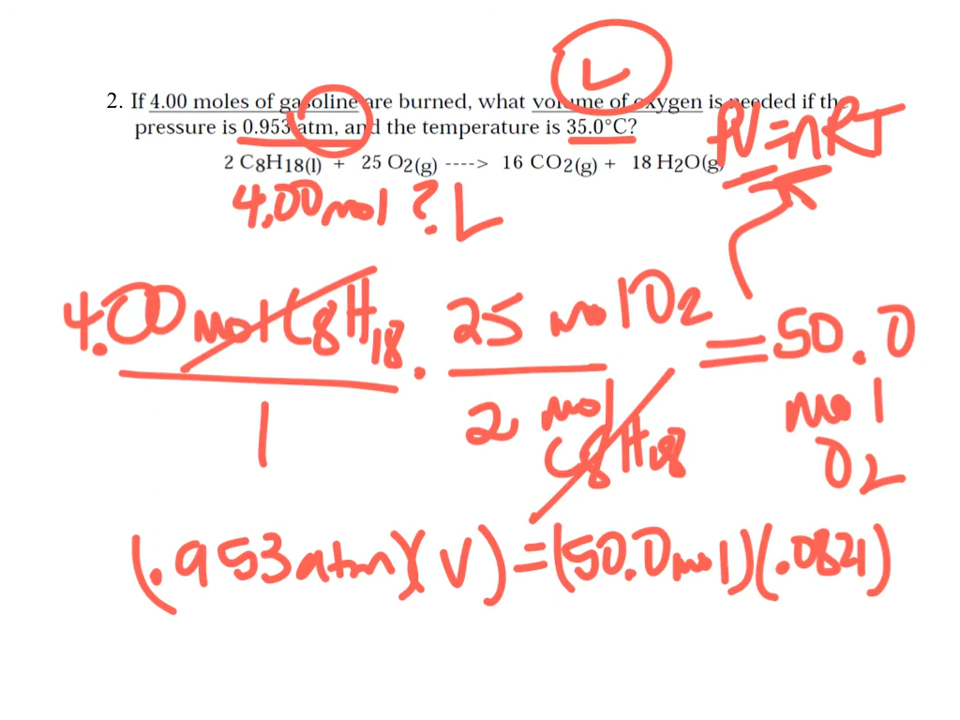 L
2. If 4.00 moles of gasoline are burned, what volume of oxygen is needed if the
pressure is 0.953 atm, and the temperature is 35.0°C?
PV=nRT
2 C8H18(l) + 25 O2(g) ----> 16 CO2(g) + 18 H2O(g)
4.00 mol ? L
4.00 mol C8H18 . 25 mol O2 = 50.0
1 2 mol mol
C8H18 O2
(.953 atm)(V) = (50.0 mol)(.0821)